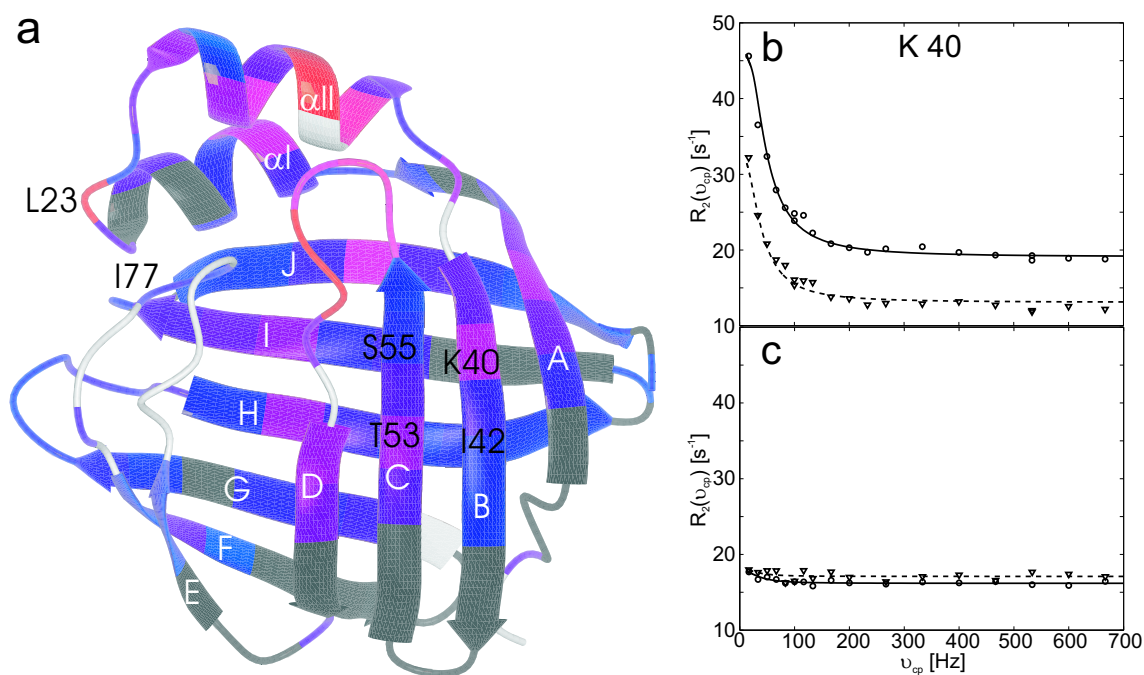 a
αII
αI
L23
I77
J
I
S55
K40
A
H
T53
I42
G
D
C
B
F
E
b
K 40
R2(υcp) [s-1]
50
40
30
20
10
c
R2(υcp) [s-1]
40
30
20
10
0
100
200
300
400
500
600
700
υcp [Hz]